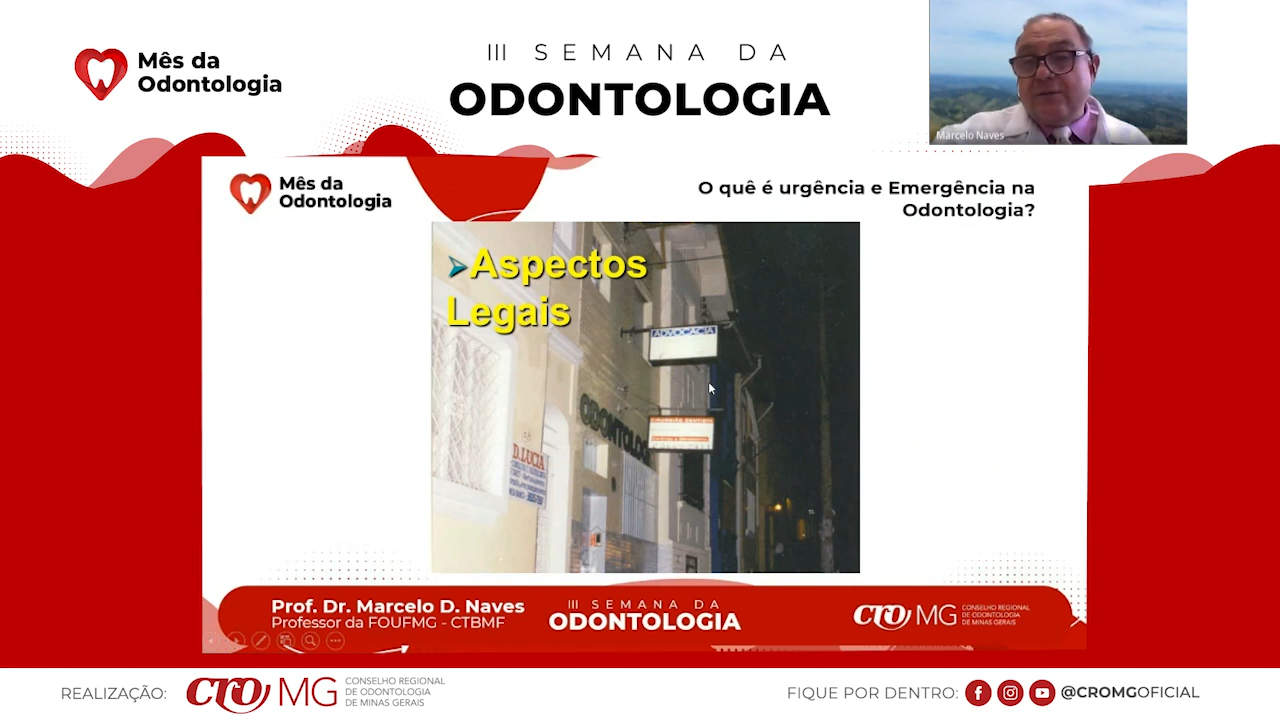 Mês da
Odontologia
III SEMANA DA
ODONTOLOGIA
Marcelo Naves
Mês da
Odontologia
O quê é urgência e Emergência na
Odontologia?
Aspectos
Legais
ADVOCACIA
ODONTOLOG
D. LUCIA
Prof. Dr. Marcelo D. Naves
Professor da FOUFMG - CTBMF
III SEMANA DA
ODONTOLOGIA
CRO MG
CONSELHO REGIONAL
DE ODONTOLOGIA
DE MINAS GERAIS
REALIZAÇÃO:
CRO MG
CONSELHO REGIONAL
DE ODONTOLOGIA
DE MINAS GERAIS
FIQUE POR DENTRO:
@CROMGOFICIAL